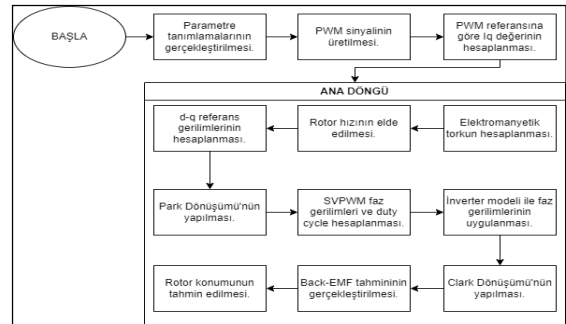 BAŞLA
Parametre
tanımlamalarının
gerçekleştirilmesi.
PWM sinyalinin
üretilmesi.
PWM referansına
göre Iq değerinin
hesaplanması.
ANA DÖNGÜ
d-q referans
gerilimlerinin
hesaplanması.
Rotor hızının elde
edilmesi.
Elektromanyetik
torkun hesaplanması.
Park Dönüşümü'nün
yapılması.
SVPWM faz
gerilimleri ve duty
cycle hesaplanması.
İnverter modeli ile faz
gerilimlerinin
uygulanması.
Rotor konumunun
tahmin edilmesi.
Back-EMF tahmininin
gerçekleştirilmesi.
Clark Dönüşümü'nün
yapılması.